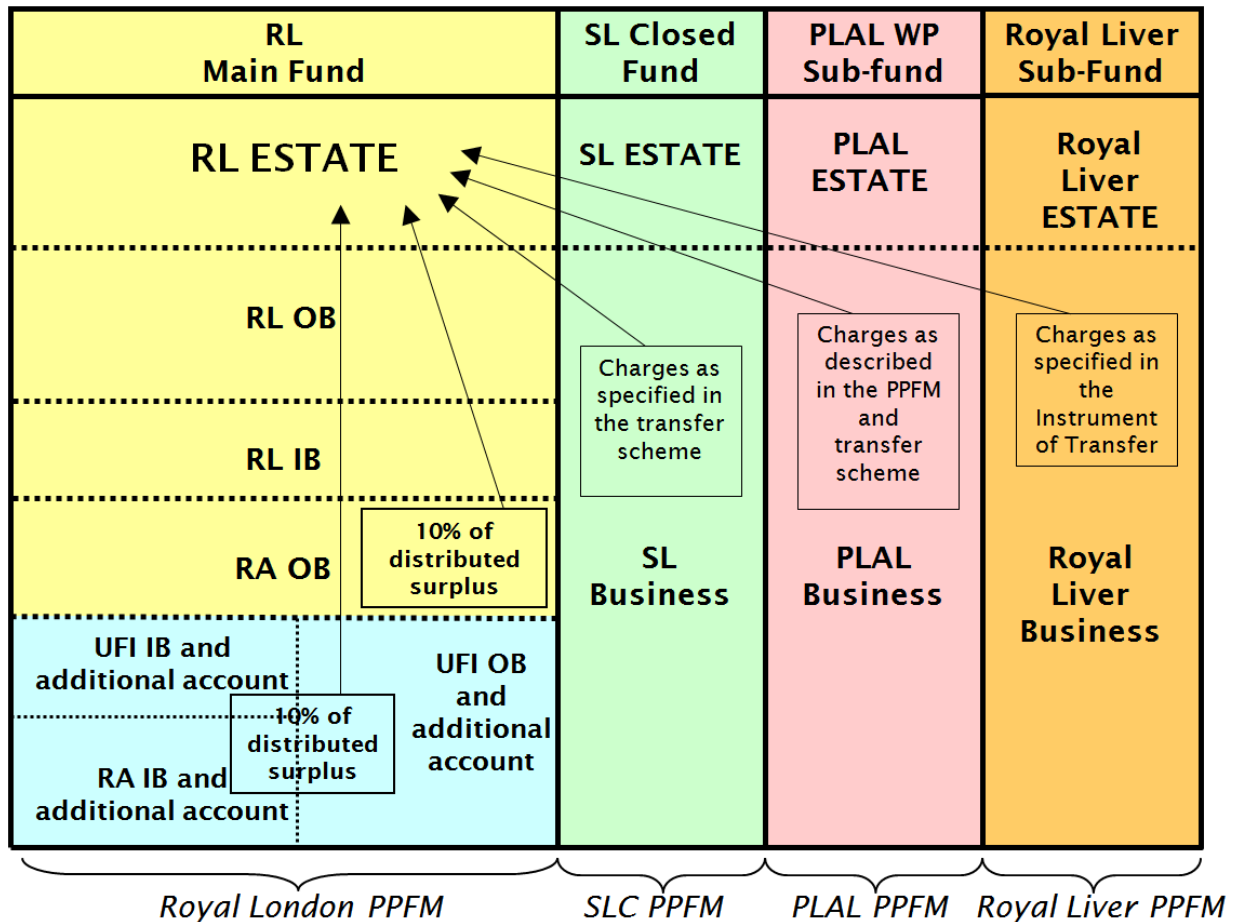 RL
Main Fund
SL Closed
Fund
PLAL WP
Sub-fund
Royal Liver
Sub-Fund
RL ESTATE
SL ESTATE
PLAL
ESTATE
Royal
Liver
ESTATE
RL OB
RL IB
RA OB
10% of
distributed
surplus
Charges as
specified in
the transfer
scheme
Charges as
described
in the PPFM
and
transfer
scheme
Charges as
specified in
the
Instrument
of Transfer
SL
Business
PLAL
Business
Royal
Liver
Business
UFI IB and
additional account
UFI OB
and
additional
account
10% of
distributed
surplus
RA IB and
additional account
Royal London PPFM
SLC PPFM
PLAL PPFM
Royal Liver PPFM